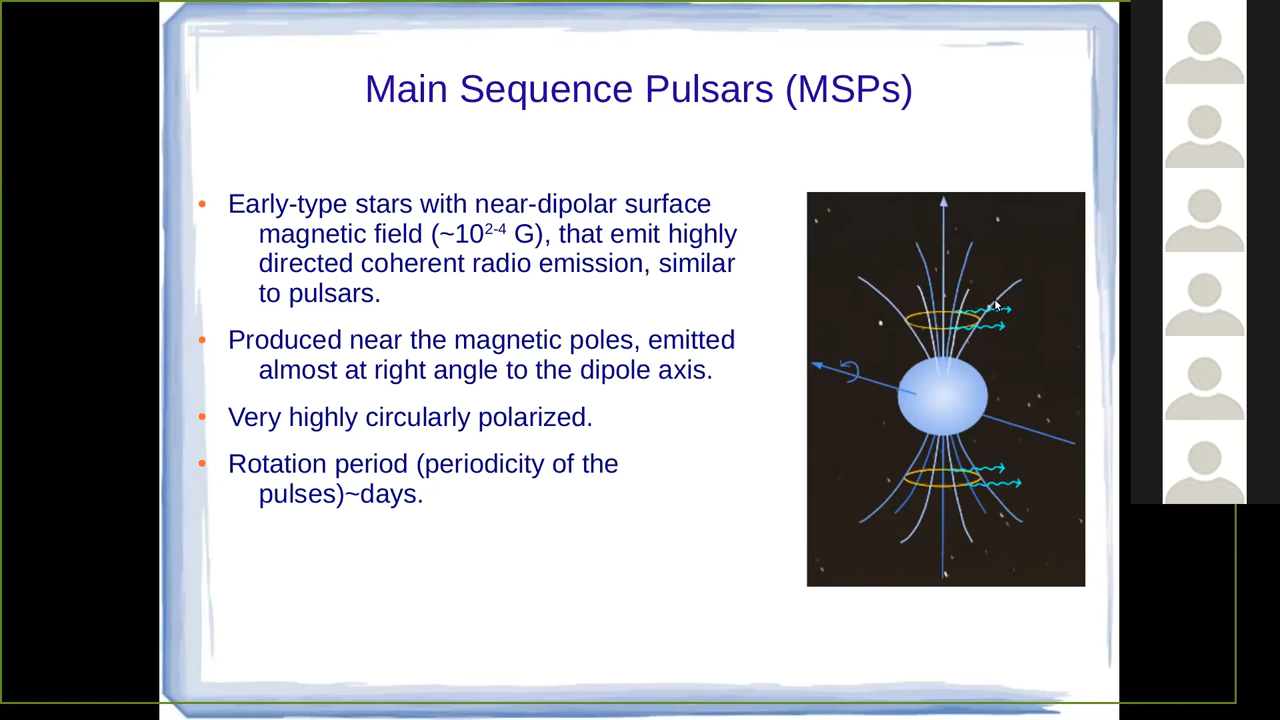 Main Sequence Pulsars (MSPs)
• Early-type stars with near-dipolar surface
magnetic field (~10²⁻⁴ G), that emit highly
directed coherent radio emission, similar
to pulsars.
• Produced near the magnetic poles, emitted
almost at right angle to the dipole axis.
• Very highly circularly polarized.
• Rotation period (periodicity of the
pulses)~days.